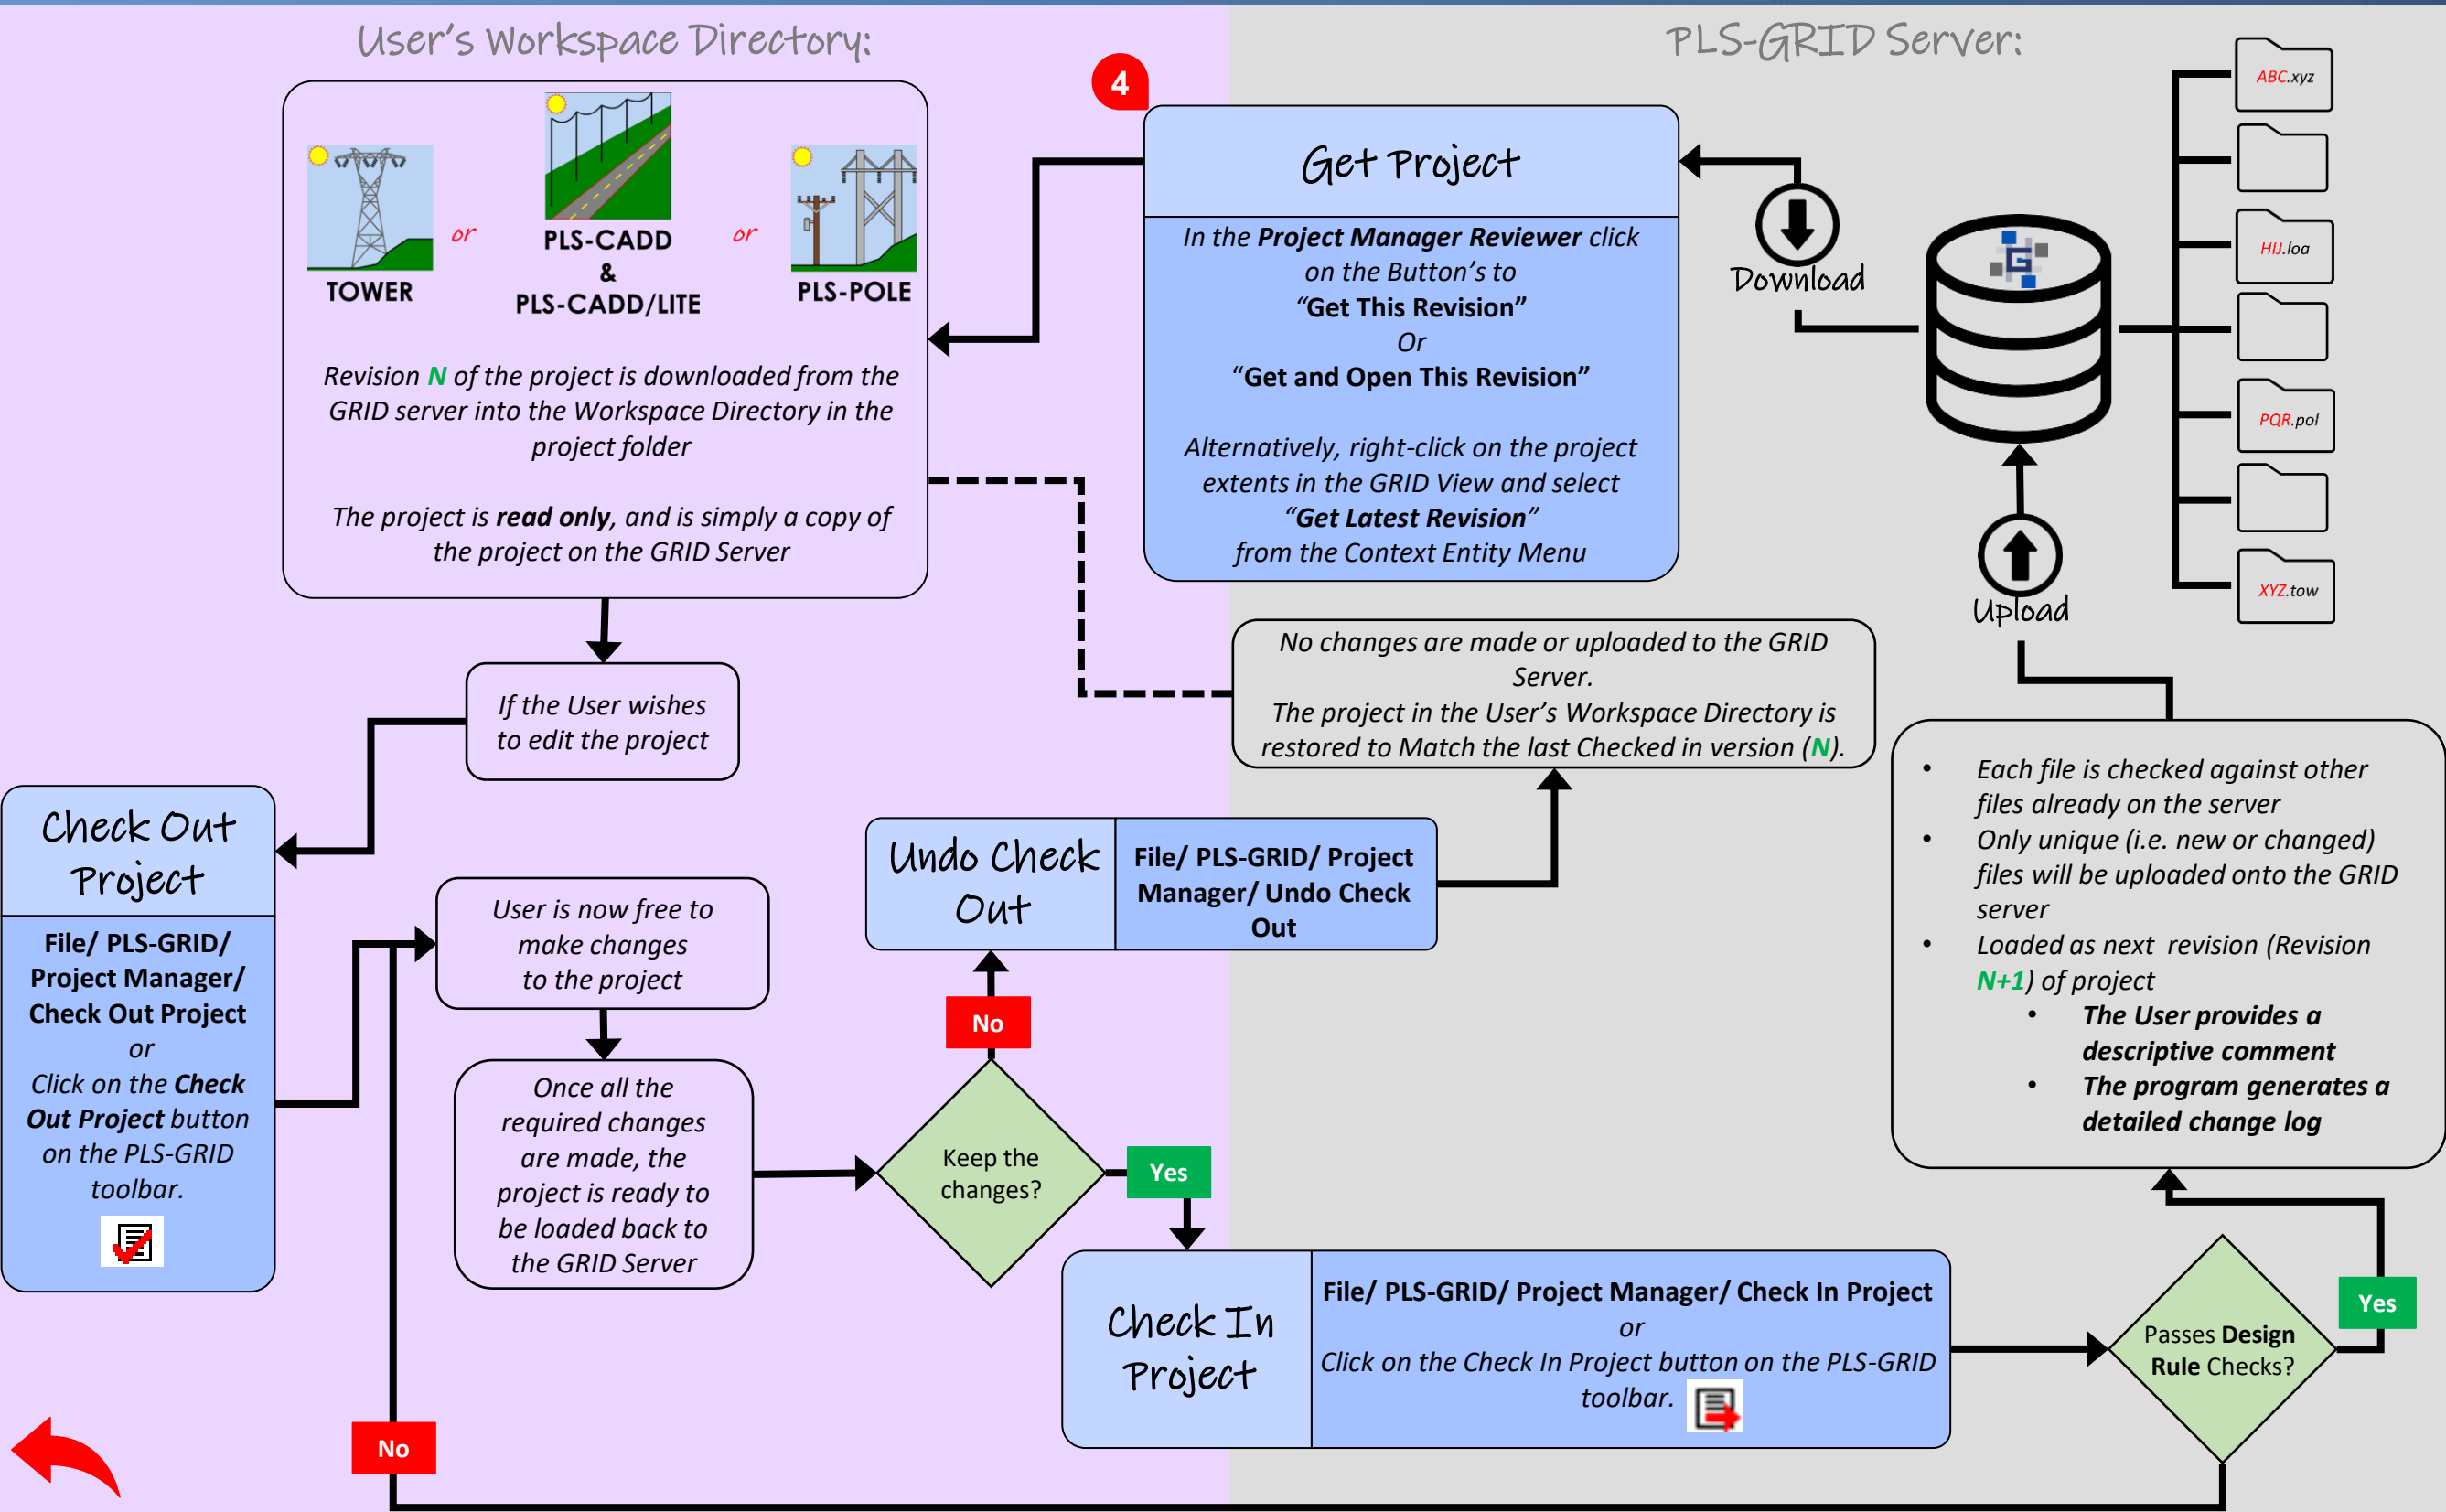 User's Workspace Directory:
PLS-GRID Server:
4
TOWER
or
PLS-CADD
&
PLS-CADD/LITE
or
PLS-POLE
Revision N of the project is downloaded from the
GRID server into the Workspace Directory in the
project folder
The project is read only, and is simply a copy of
the project on the GRID Server
Get Project
In the Project Manager Reviewer click
on the Button's to
“Get This Revision”
Or
“Get and Open This Revision”
Alternatively, right-click on the project
extents in the GRID View and select
“Get Latest Revision”
from the Context Entity Menu
Download
Upload
ABC.xyz
HIJ.loa
PQR.pol
XYZ.tow
If the User wishes
to edit the project
No changes are made or uploaded to the GRID
Server.
The project in the User's Workspace Directory is
restored to Match the last Checked in version (N).
Check Out
Project
File/ PLS-GRID/
Project Manager/
Check Out Project
or
Click on the Check
Out Project button
on the PLS-GRID
toolbar.
User is now free to
make changes
to the project
Once all the
required changes
are made, the
project is ready to
be loaded back to
the GRID Server
Undo Check
Out
File/ PLS-GRID/ Project
Manager/ Undo Check
Out
No
Keep the
changes?
Yes
• Each file is checked against other
files already on the server
• Only unique (i.e. new or changed)
files will be uploaded onto the GRID
server
• Loaded as next revision (Revision
N+1) of project
• The User provides a
descriptive comment
• The program generates a
detailed change log
Check In
Project
File/ PLS-GRID/ Project Manager/ Check In Project
or
Click on the Check In Project button on the PLS-GRID
toolbar.
Passes Design
Rule Checks?
Yes
No